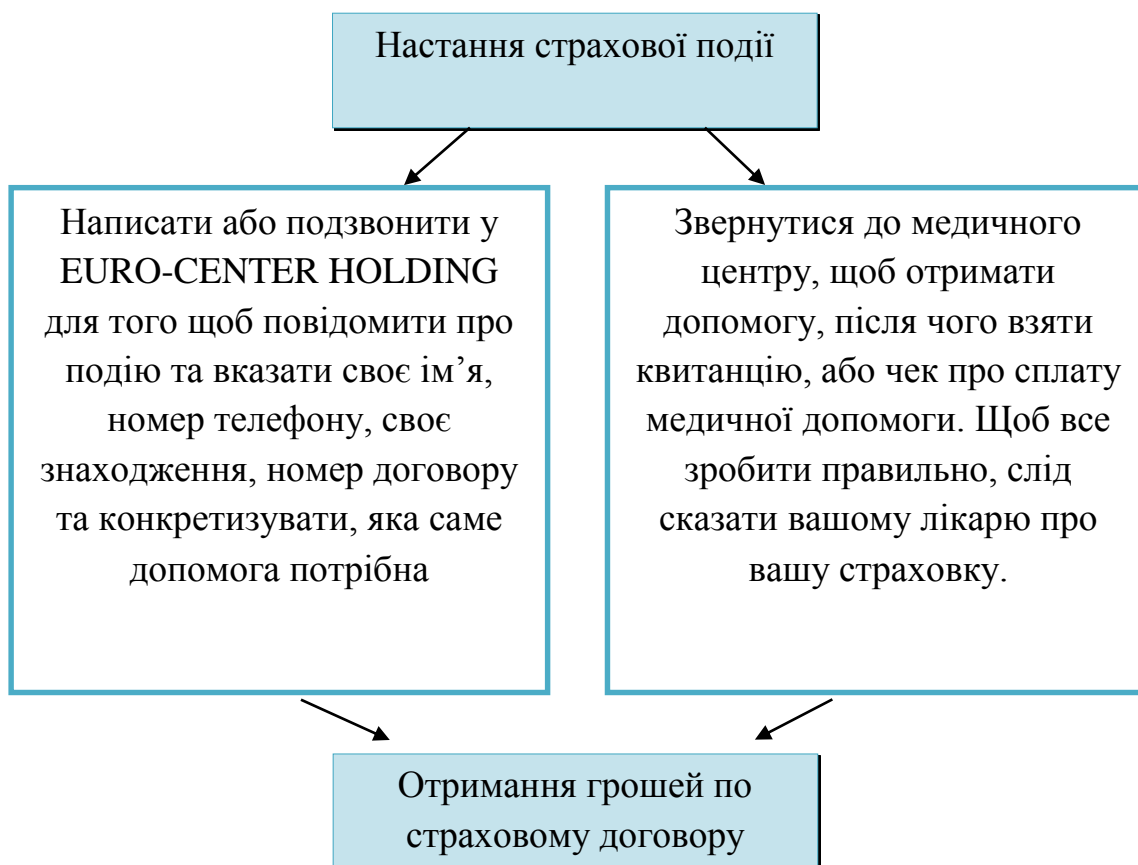 Настання страхової події
Написати або подзвонити у
EURO-CENTER HOLDING
для того щоб повідомити про
подію та вказати своє ім’я,
номер телефону, своє
знаходження, номер договору
та конкретизувати, яка саме
допомога потрібна
Звернутися до медичного
центру, щоб отримати
допомогу, після чого взяти
квитанцію, або чек про сплату
медичної допомоги. Щоб все
зробити правильно, слід
сказати вашому лікарю про
вашу страховку.
Отримання грошей по
страховому договору